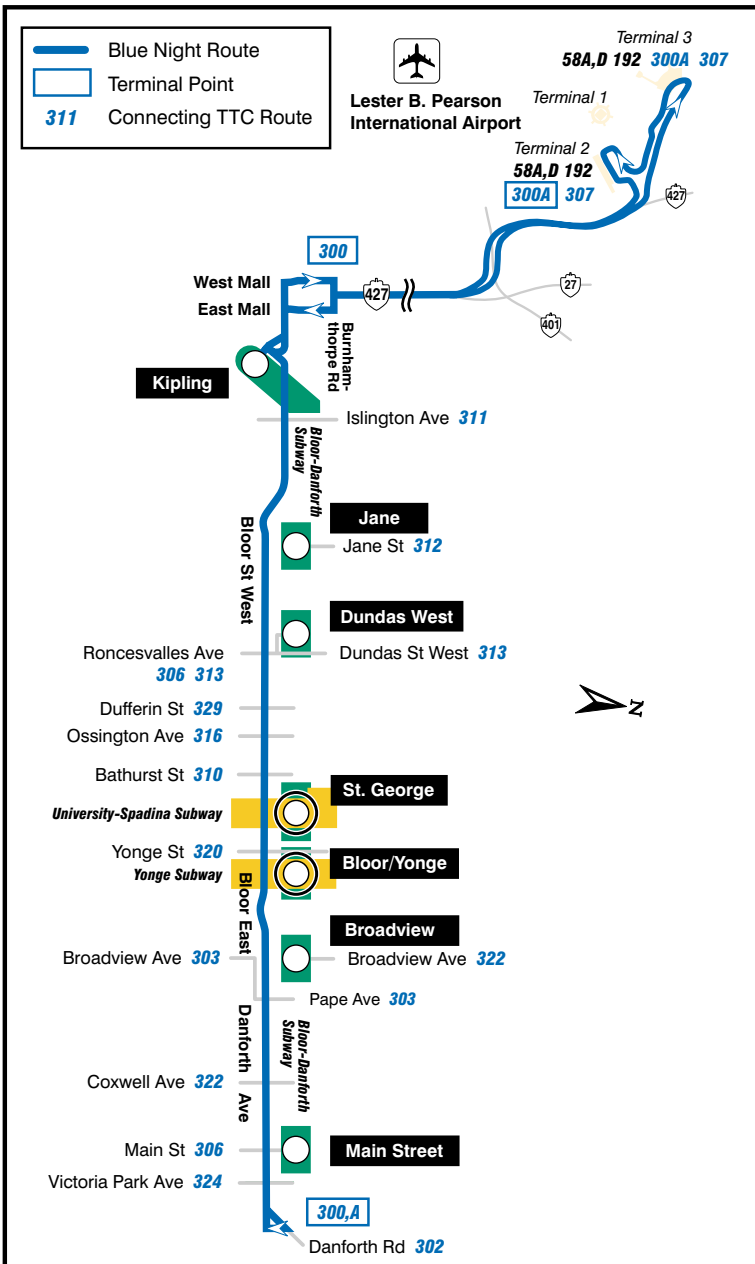 Blue Night Route
Terminal Point
311 Connecting TTC Route
Lester B. Pearson
International Airport
Terminal 3
58A,D 192 300A 307
Terminal 1
Terminal 2
58A,D 192
300A 307
427
27
401
300
West Mall
East Mall
427
Burnham-
thorpe Rd
Kipling
Islington Ave 311
Bloor-Danforth
Subway
Bloor St West
Jane
Jane St 312
Dundas West
Roncesvalles Ave
306 313
Dundas St West 313
Dufferin St 329
N
Ossington Ave 316
Bathurst St 310
St. George
University-Spadina Subway
Yonge St 320
Bloor/Yonge
Yonge Subway
Bloor East
Broadview
Broadview Ave 303
Broadview Ave 322
Pape Ave 303
Danforth Ave
Bloor-Danforth
Subway
Coxwell Ave 322
Main St 306
Main Street
Victoria Park Ave 324
300,A
Danforth Rd 302